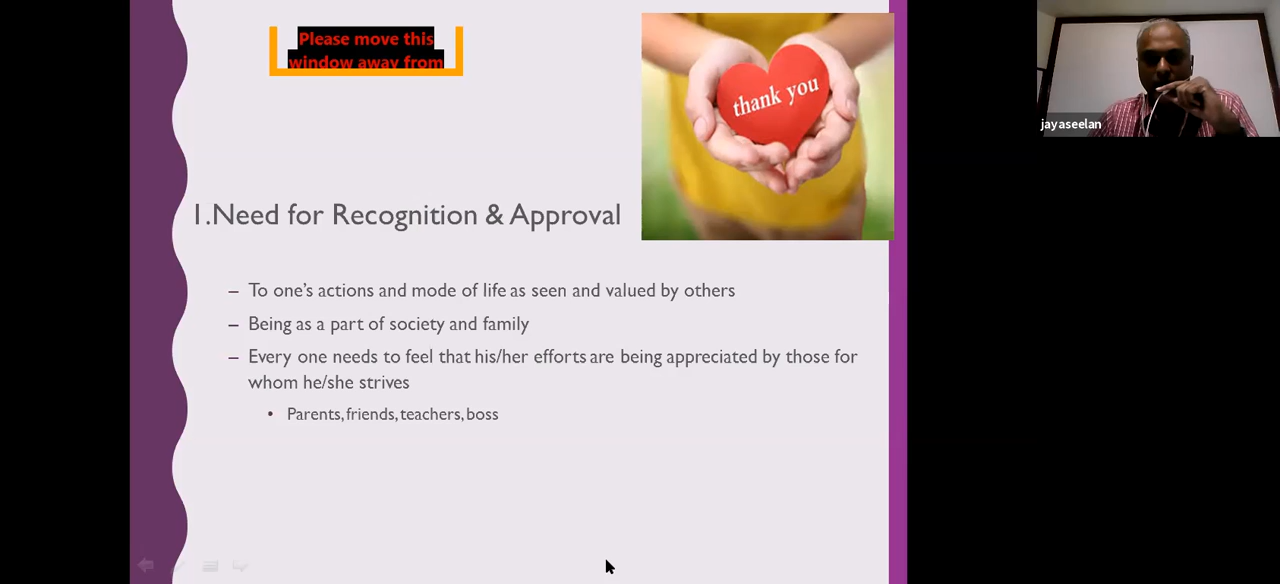 Please move this
window away from
thank you
1.Need for Recognition & Approval
– To one's actions and mode of life as seen and valued by others
– Being as a part of society and family
– Every one needs to feel that his/her efforts are being appreciated by those for
whom he/she strives
• Parents, friends, teachers, boss
jayaseelan